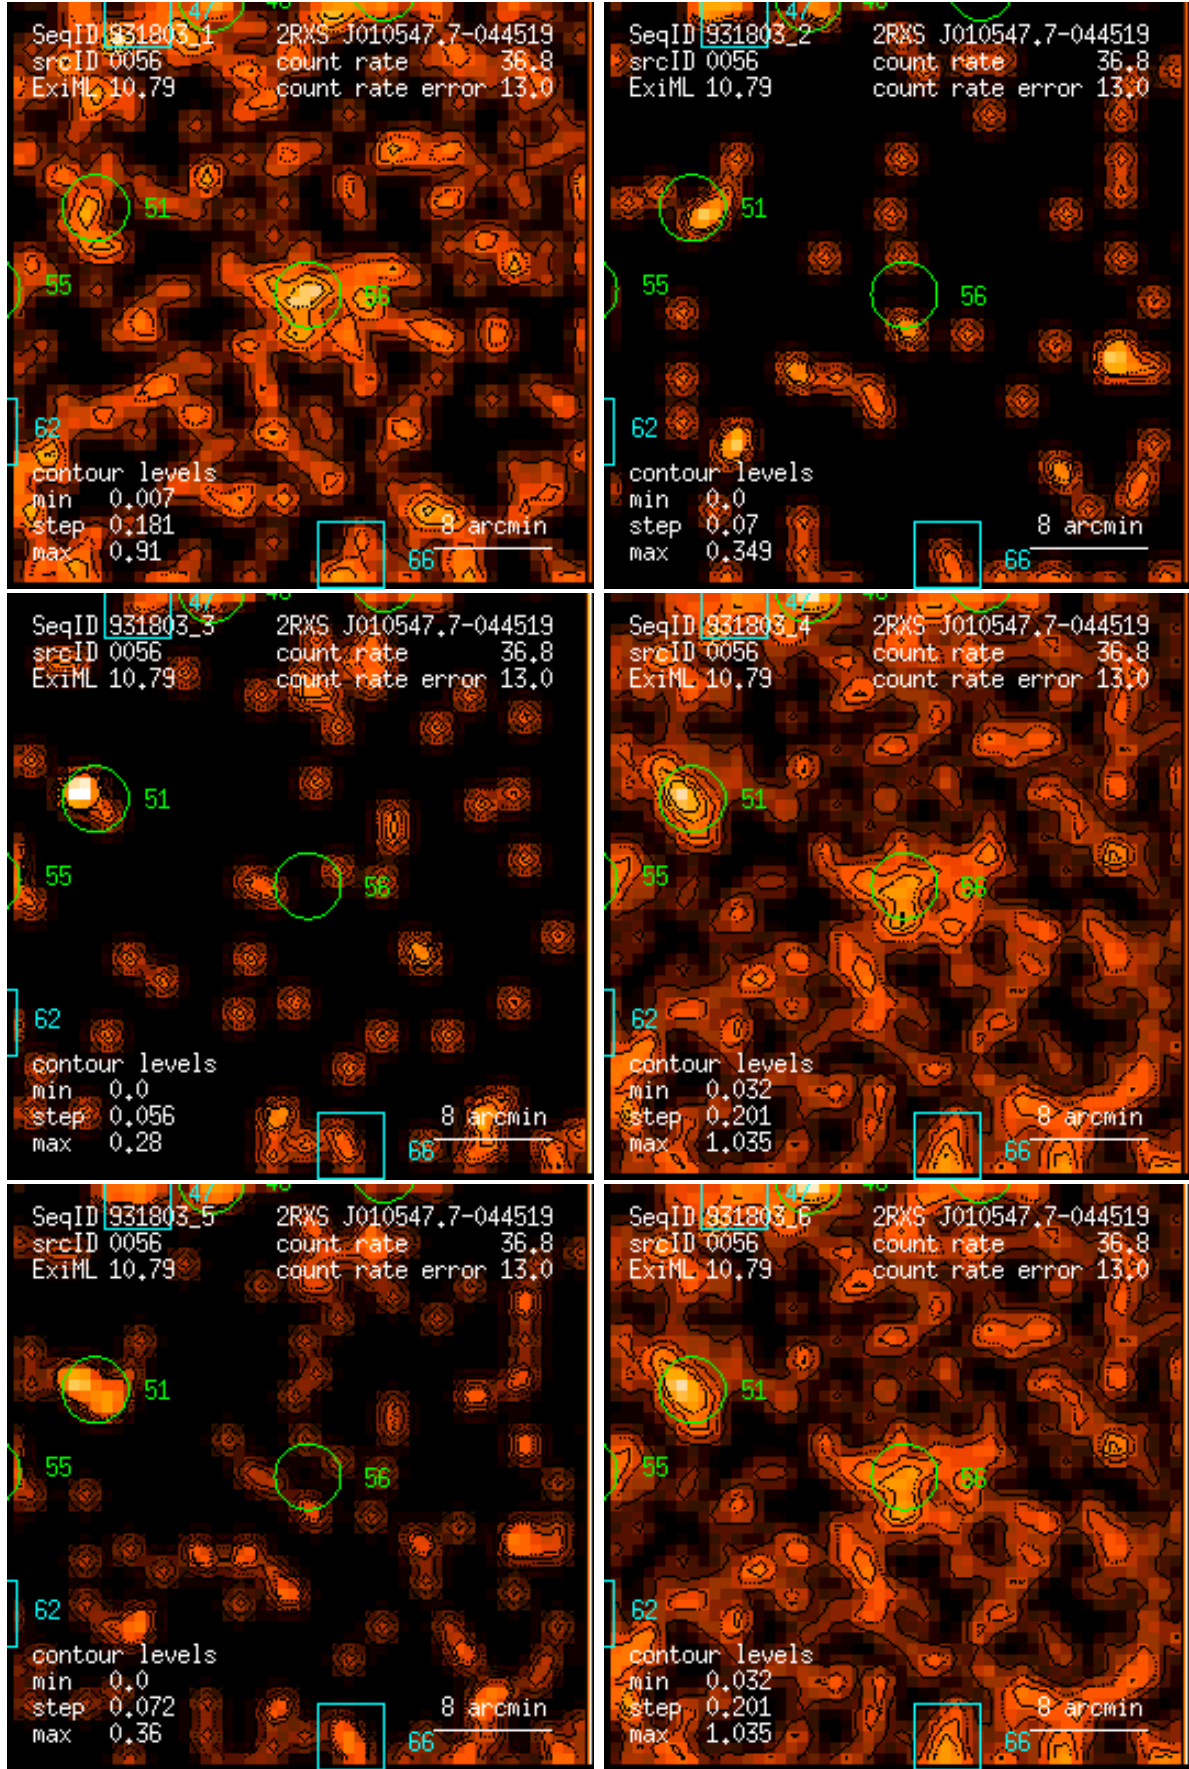 47
SeqID 931803_1 2RXS J010547.7-044519
srcID 0056 count rate 36.8
ExiML 10.79 count rate error 13.0
51
55
56
62
contour levels
min 0.007
step 0.181
max 0.91
8 arcmin
66
47
SeqID 931803_2 2RXS J010547.7-044519
srcID 0056 count rate 36.8
ExiML 10.79 count rate error 13.0
51
55
56
62
contour levels
min 0.0
step 0.07
max 0.349
8 arcmin
66
47
SeqID 931803_3 2RXS J010547.7-044519
srcID 0056 count rate 36.8
ExiML 10.79 count rate error 13.0
51
55
56
62
contour levels
min 0.0
step 0.056
max 0.28
8 arcmin
66
47
SeqID 931803_4 2RXS J010547.7-044519
srcID 0056 count rate 36.8
ExiML 10.79 count rate error 13.0
51
55
56
62
contour levels
min 0.032
step 0.201
max 1.035
8 arcmin
66
47
SeqID 931803_5 2RXS J010547.7-044519
srcID 0056 count rate 36.8
ExiML 10.79 count rate error 13.0
51
55
56
62
contour levels
min 0.0
step 0.072
max 0.36
8 arcmin
66
47
SeqID 931803_6 2RXS J010547.7-044519
srcID 0056 count rate 36.8
ExiML 10.79 count rate error 13.0
51
55
56
62
contour levels
min 0.032
step 0.201
max 1.035
8 arcmin
66